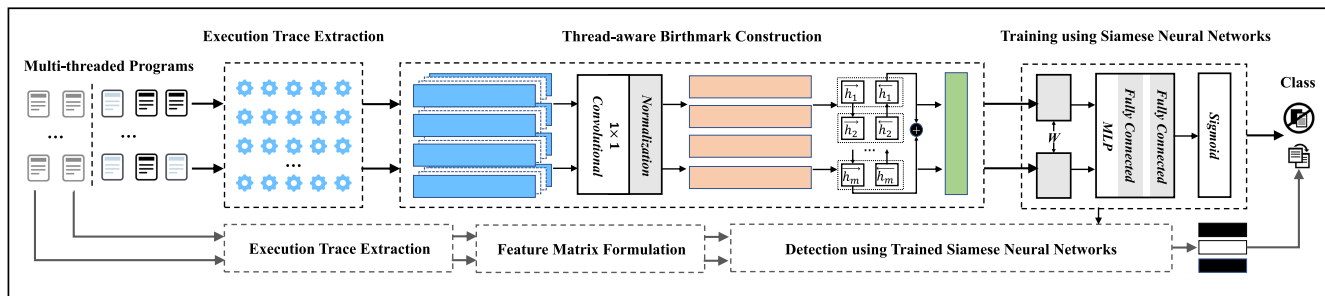 Execution Trace Extraction
Thread-aware Birthmark Construction
Training using Siamese Neural Networks
Multi-threaded Programs
Class
...
...
...
1×1
Convolutional
Normalization
h₁
h₁
h₂
h₂
...
hₘ
hₘ
+
W
MLP
Fully Connected
Fully Connected
Sigmoid
Execution Trace Extraction
Feature Matrix Formulation
Detection using Trained Siamese Neural Networks